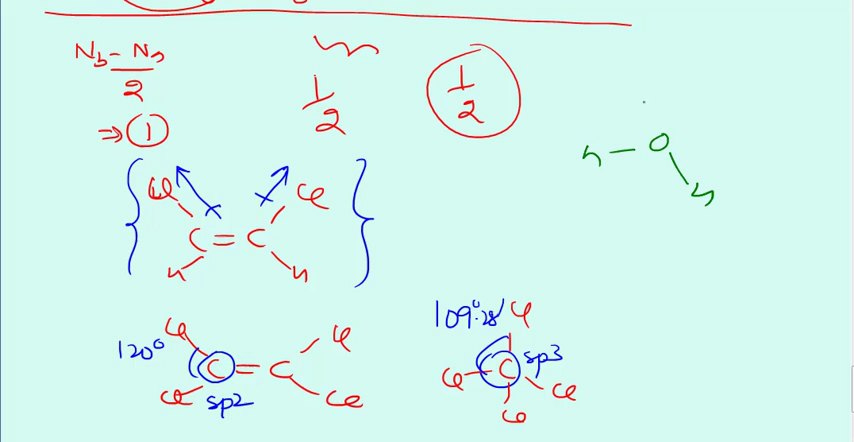 Nb - Na
2
⇒ 1
1
2
1
2
H - O
H
Cl Cl
C = C
H H
109°.28'
120°
Cl Cl Cl
C = C
Cl sp2 Cl
Cl - C sp3
Cl Cl